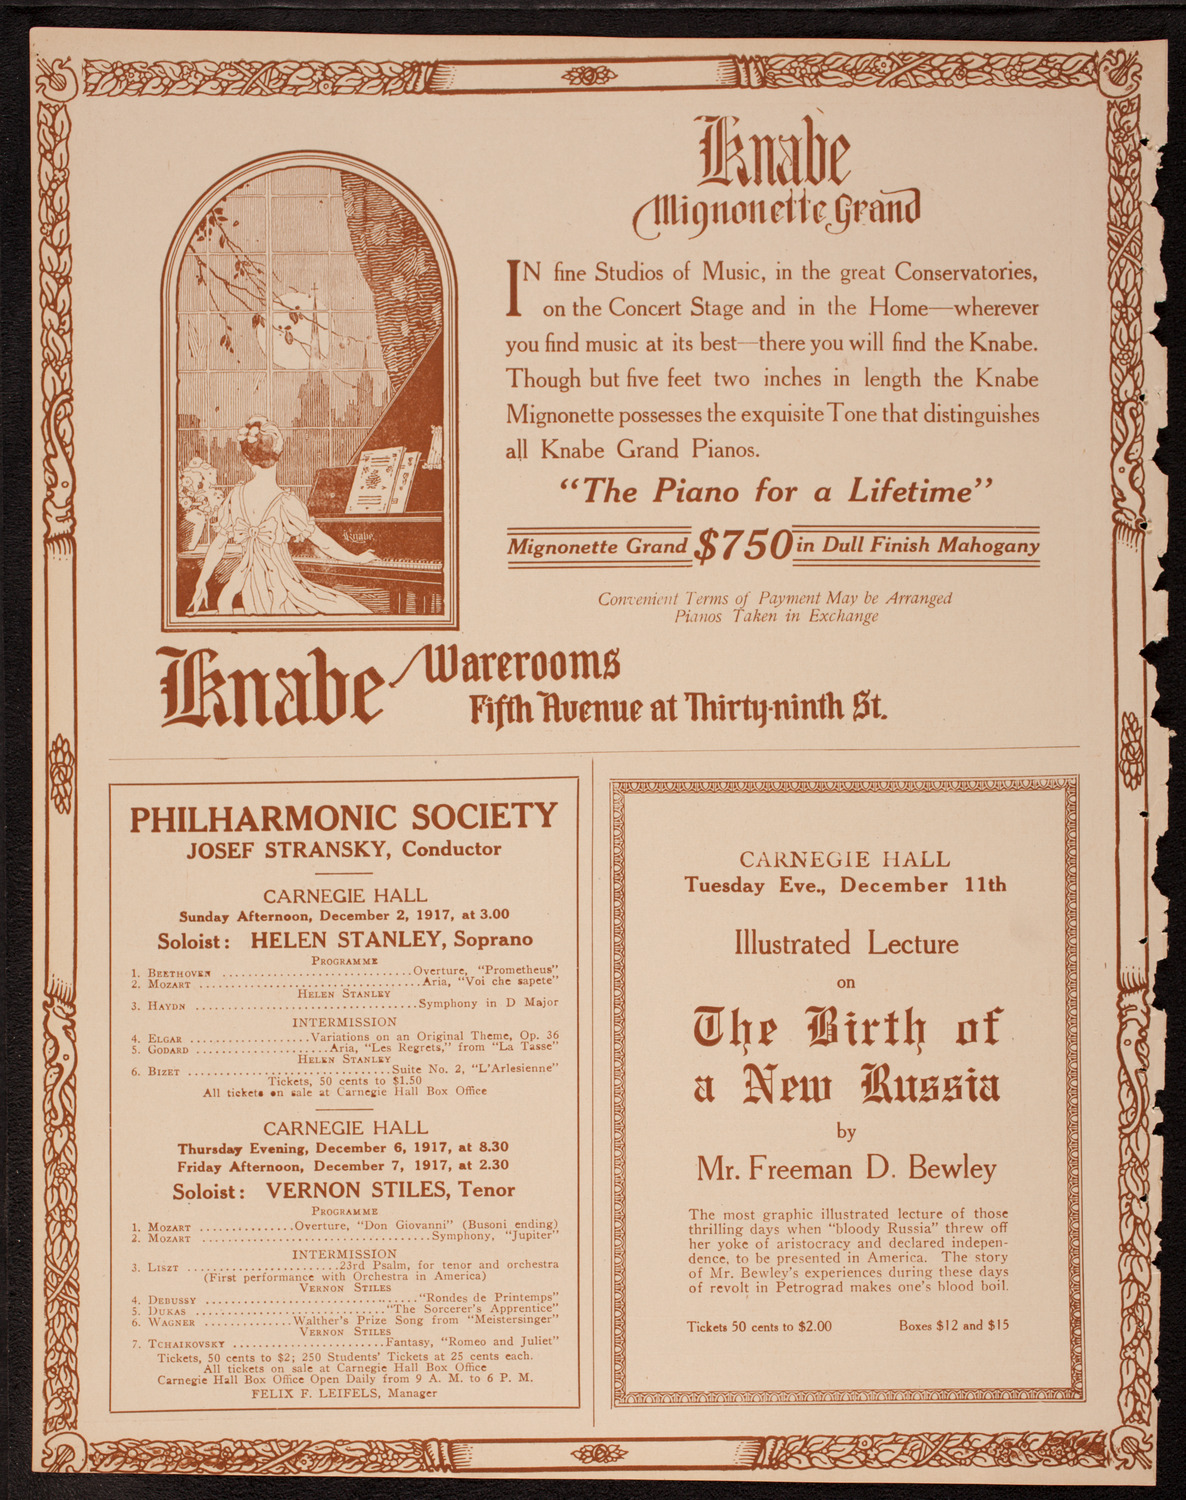 Knabe
Mignonette Grand
IN fine Studios of Music, in the great Conservatories,
on the Concert Stage and in the Home—wherever
you find music at its best—there you will find the Knabe.
Though but five feet two inches in length the Knabe
Mignonette possesses the exquisite Tone that distinguishes
all Knabe Grand Pianos.
"The Piano for a Lifetime"
Mignonette Grand $750 in Dull Finish Mahogany
Convenient Terms of Payment May be Arranged
Pianos Taken in Exchange
Knabe
Knabe Warerooms
Fifth Avenue at Thirty-ninth St.
PHILHARMONIC SOCIETY
JOSEF STRANSKY, Conductor
CARNEGIE HALL
Sunday Afternoon, December 2, 1917, at 3.00
Soloist: HELEN STANLEY, Soprano
PROGRAMME
1. BEETHOVEN ..............................Overture, "Prometheus"
2. MOZART ..................................Aria, "Voi che sapete"
HELEN STANLEY
3. HAYDN ..................................Symphony in D Major
INTERMISSION
4. ELGAR ...................Variations on an Original Theme, Op. 36
5. GODARD .....................Aria, "Les Regrets," from "La Tasse"
HELEN STANLEY
6. BIZET ................................Suite No. 2, "L'Arlesienne"
Tickets, 50 cents to $1.50
All tickets on sale at Carnegie Hall Box Office
CARNEGIE HALL
Thursday Evening, December 6, 1917, at 8.30
Friday Afternoon, December 7, 1917, at 2.30
Soloist: VERNON STILES, Tenor
PROGRAMME
1. MOZART ...............Overture, "Don Giovanni" (Busoni ending)
2. MOZART ....................................Symphony, "Jupiter"
INTERMISSION
3. LISZT ........................23rd Psalm, for tenor and orchestra
(First performance with Orchestra in America)
VERNON STILES
4. DEBUSSY .................................."Rondes de Printemps"
5. DUKAS .............................."The Sorcerer's Apprentice"
6. WAGNER ..............Walther's Prize Song from "Meistersinger"
VERNON STILES
7. TCHAIKOVSKY ........................Fantasy, "Romeo and Juliet"
Tickets, 50 cents to $2; 250 Students' Tickets at 25 cents each.
All tickets on sale at Carnegie Hall Box Office
Carnegie Hall Box Office Open Daily from 9 A. M. to 6 P. M.
FELIX F. LEIFELS, Manager
CARNEGIE HALL
Tuesday Eve., December 11th
Illustrated Lecture
on
The Birth of
a New Russia
by
Mr. Freeman D. Bewley
The most graphic illustrated lecture of those
thrilling days when "bloody Russia" threw off
her yoke of aristocracy and declared indepen-
dence, to be presented in America. The story
of Mr. Bewley's experiences during these days
of revolt in Petrograd makes one's blood boil.
Tickets 50 cents to $2.00 Boxes $12 and $15